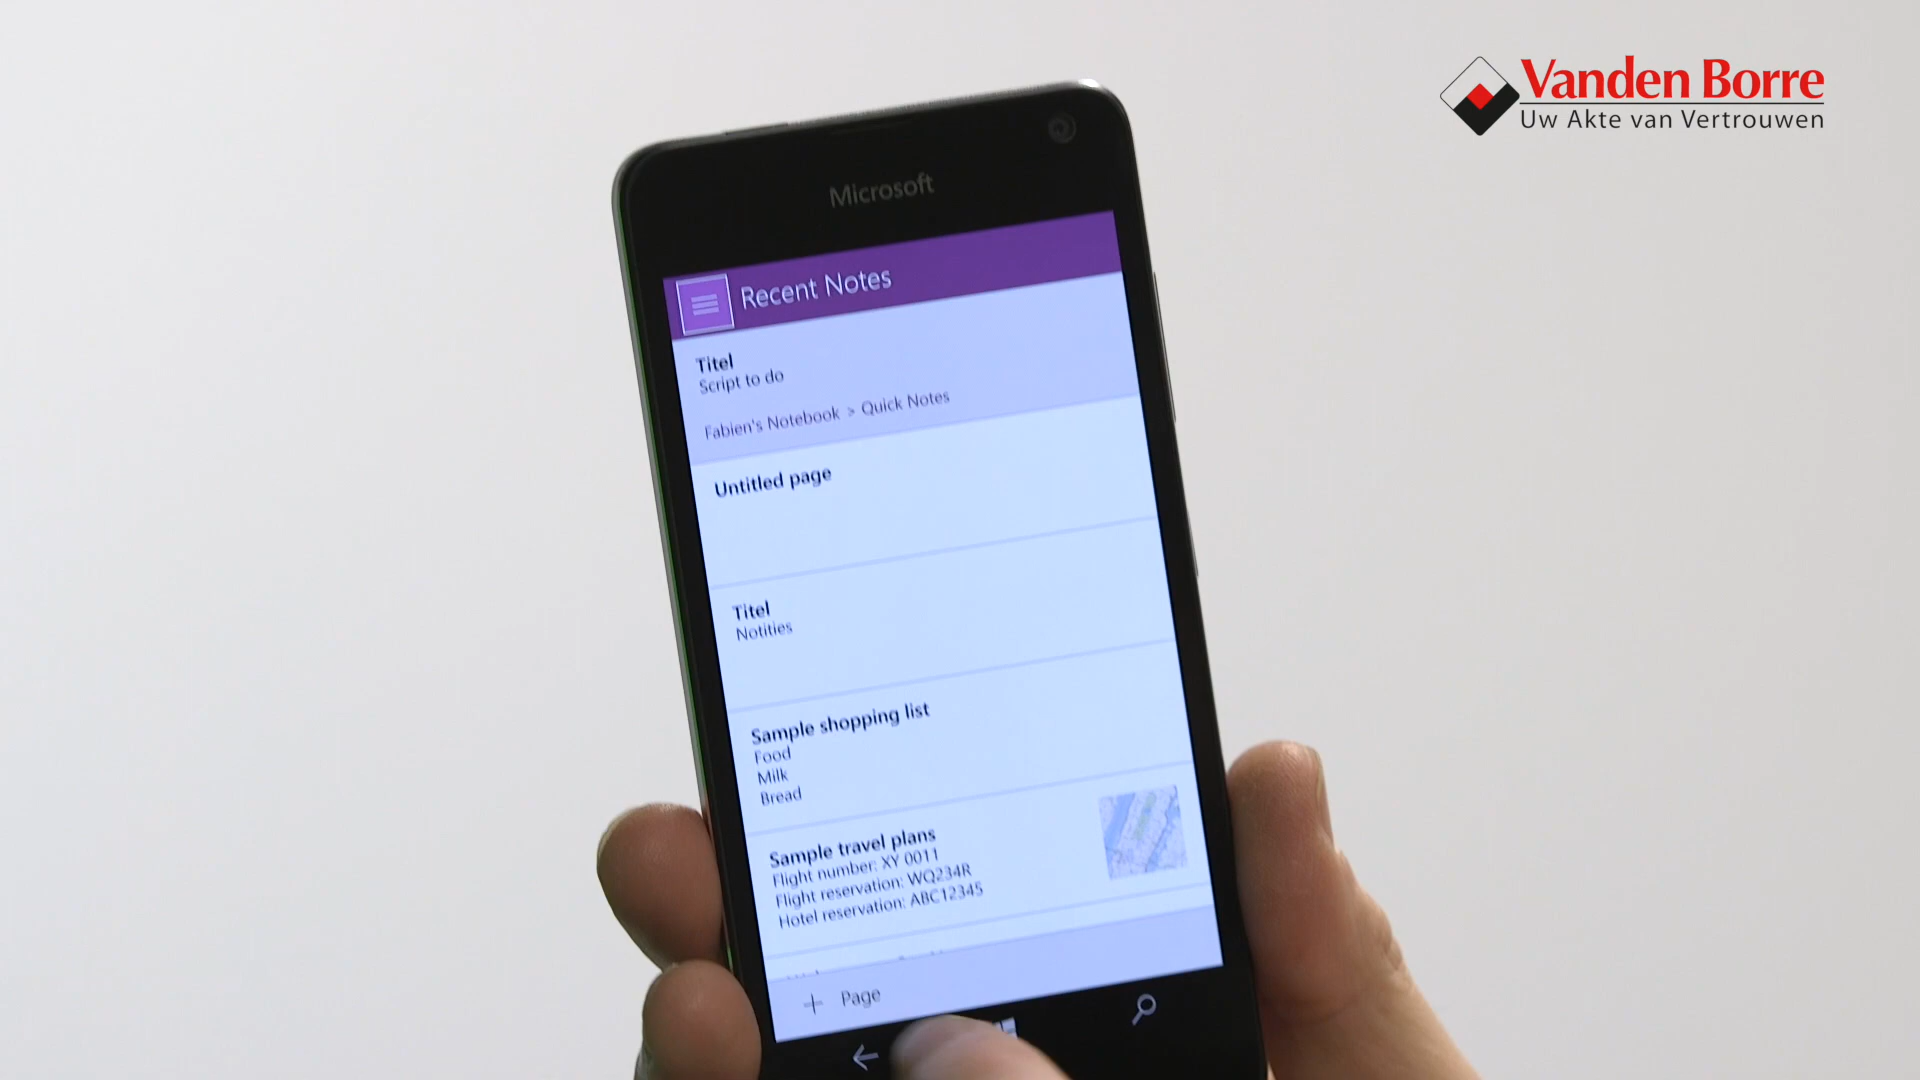 Vanden Borre
Uw Akte van Vertrouwen
Microsoft
Recent Notes
Titel
Script to do
Fabien's Notebook > Quick Notes
Untitled page
Titel
Notities
Sample shopping list
Food
Milk
Bread
Sample travel plans
Flight number: XY 0011
Flight reservation: WQ234R
Hotel reservation: ABC12345
+ Page